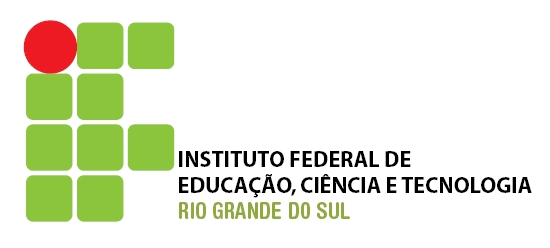 INSTITUTO FEDERAL DE
EDUCAÇÃO, CIÊNCIA E TECNOLOGIA
RIO GRANDE DO SUL